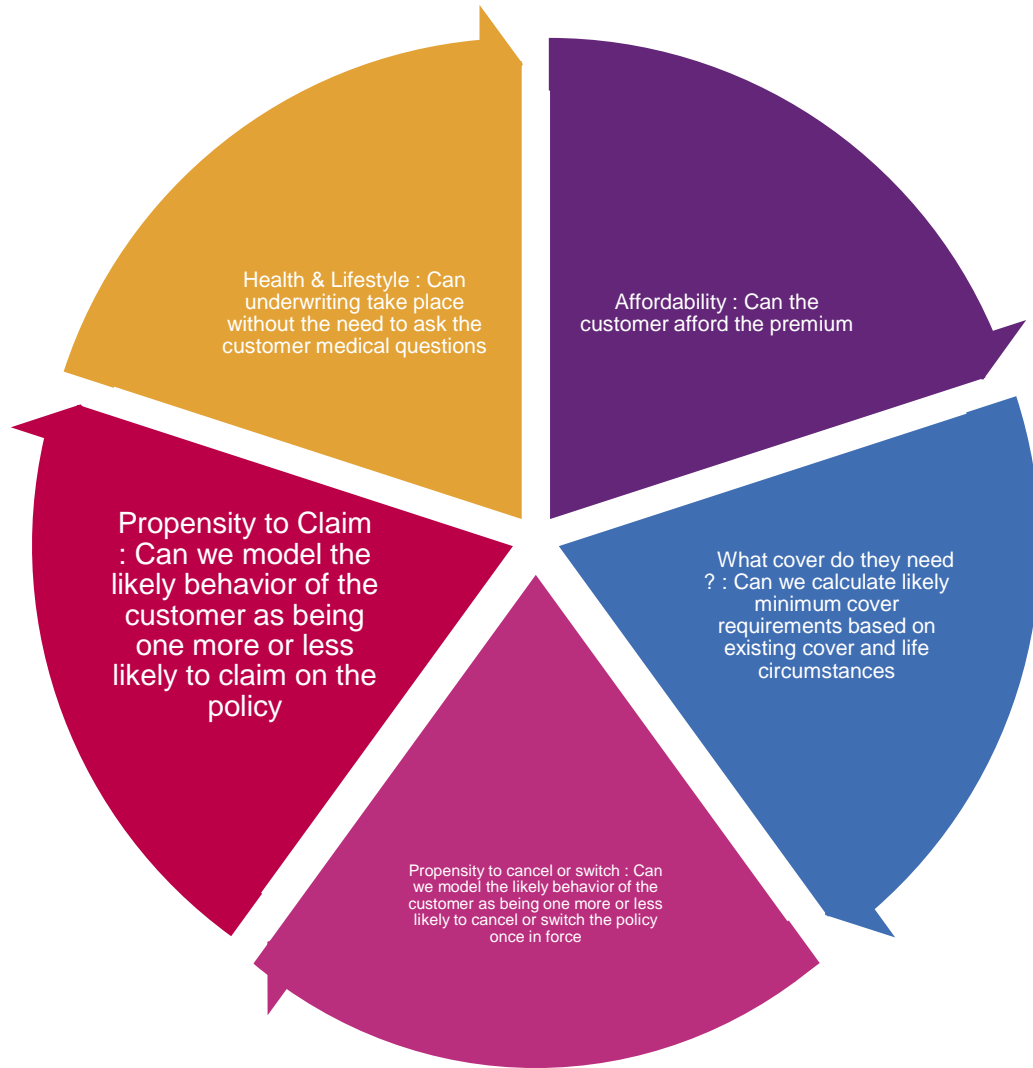 Health & Lifestyle : Can
underwriting take place
without the need to ask the
customer medical questions
Affordability : Can the
customer afford the premium
What cover do they need
? : Can we calculate likely
minimum cover
requirements based on
existing cover and life
circumstances
Propensity to cancel or switch : Can
we model the likely behavior of the
customer as being one more or less
likely to cancel or switch the policy
once in force
Propensity to Claim
: Can we model the
likely behavior of the
customer as being
one more or less
likely to claim on the
policy